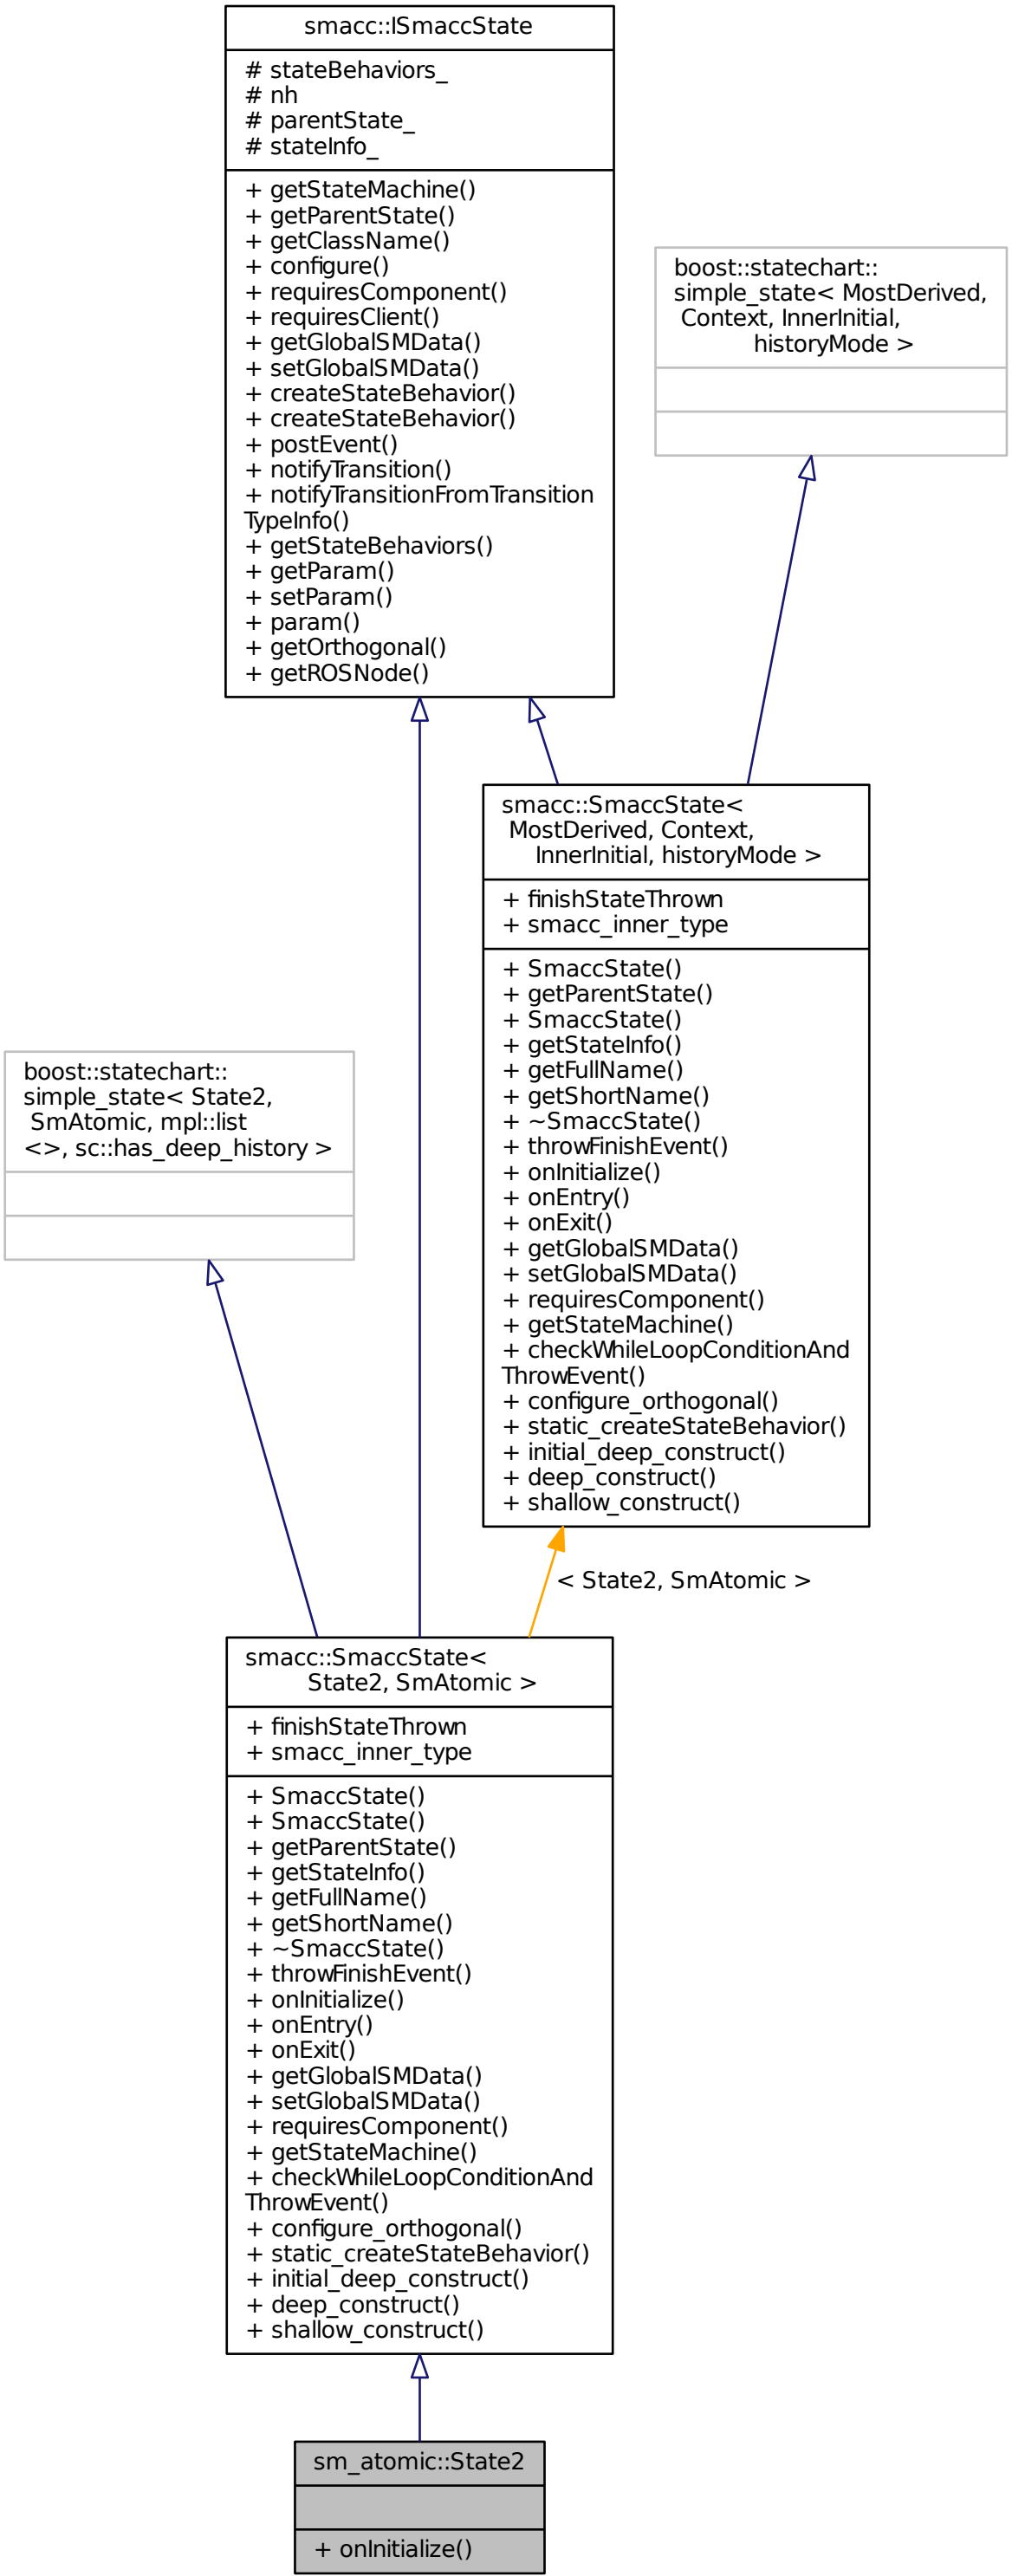 smacc::ISmaccState
# stateBehaviors_
# nh
# parentState_
# stateInfo_
+ getStateMachine()
+ getParentState()
+ getClassName()
+ configure()
+ requiresComponent()
+ requiresClient()
+ getGlobalSMData()
+ setGlobalSMData()
+ createStateBehavior()
+ createStateBehavior()
+ postEvent()
+ notifyTransition()
+ notifyTransitionFromTransition
TypeInfo()
+ getStateBehaviors()
+ getParam()
+ setParam()
+ param()
+ getOrthogonal()
+ getROSNode()
boost::statechart::
simple_state< MostDerived,
Context, InnerInitial,
historyMode >
smacc::SmaccState<
MostDerived, Context,
InnerInitial, historyMode >
+ finishStateThrown
+ smacc_inner_type
+ SmaccState()
+ getParentState()
+ SmaccState()
+ getStateInfo()
+ getFullName()
+ getShortName()
+ ~SmaccState()
+ throwFinishEvent()
+ onInitialize()
+ onEntry()
+ onExit()
+ getGlobalSMData()
+ setGlobalSMData()
+ requiresComponent()
+ getStateMachine()
+ checkWhileLoopConditionAnd
ThrowEvent()
+ configure_orthogonal()
+ static_createStateBehavior()
+ initial_deep_construct()
+ deep_construct()
+ shallow_construct()
boost::statechart::
simple_state< State2,
SmAtomic, mpl::list
<>, sc::has_deep_history >
< State2, SmAtomic >
smacc::SmaccState<
State2, SmAtomic >
+ finishStateThrown
+ smacc_inner_type
+ SmaccState()
+ SmaccState()
+ getParentState()
+ getStateInfo()
+ getFullName()
+ getShortName()
+ ~SmaccState()
+ throwFinishEvent()
+ onInitialize()
+ onEntry()
+ onExit()
+ getGlobalSMData()
+ setGlobalSMData()
+ requiresComponent()
+ getStateMachine()
+ checkWhileLoopConditionAnd
ThrowEvent()
+ configure_orthogonal()
+ static_createStateBehavior()
+ initial_deep_construct()
+ deep_construct()
+ shallow_construct()
sm_atomic::State2
+ onInitialize()